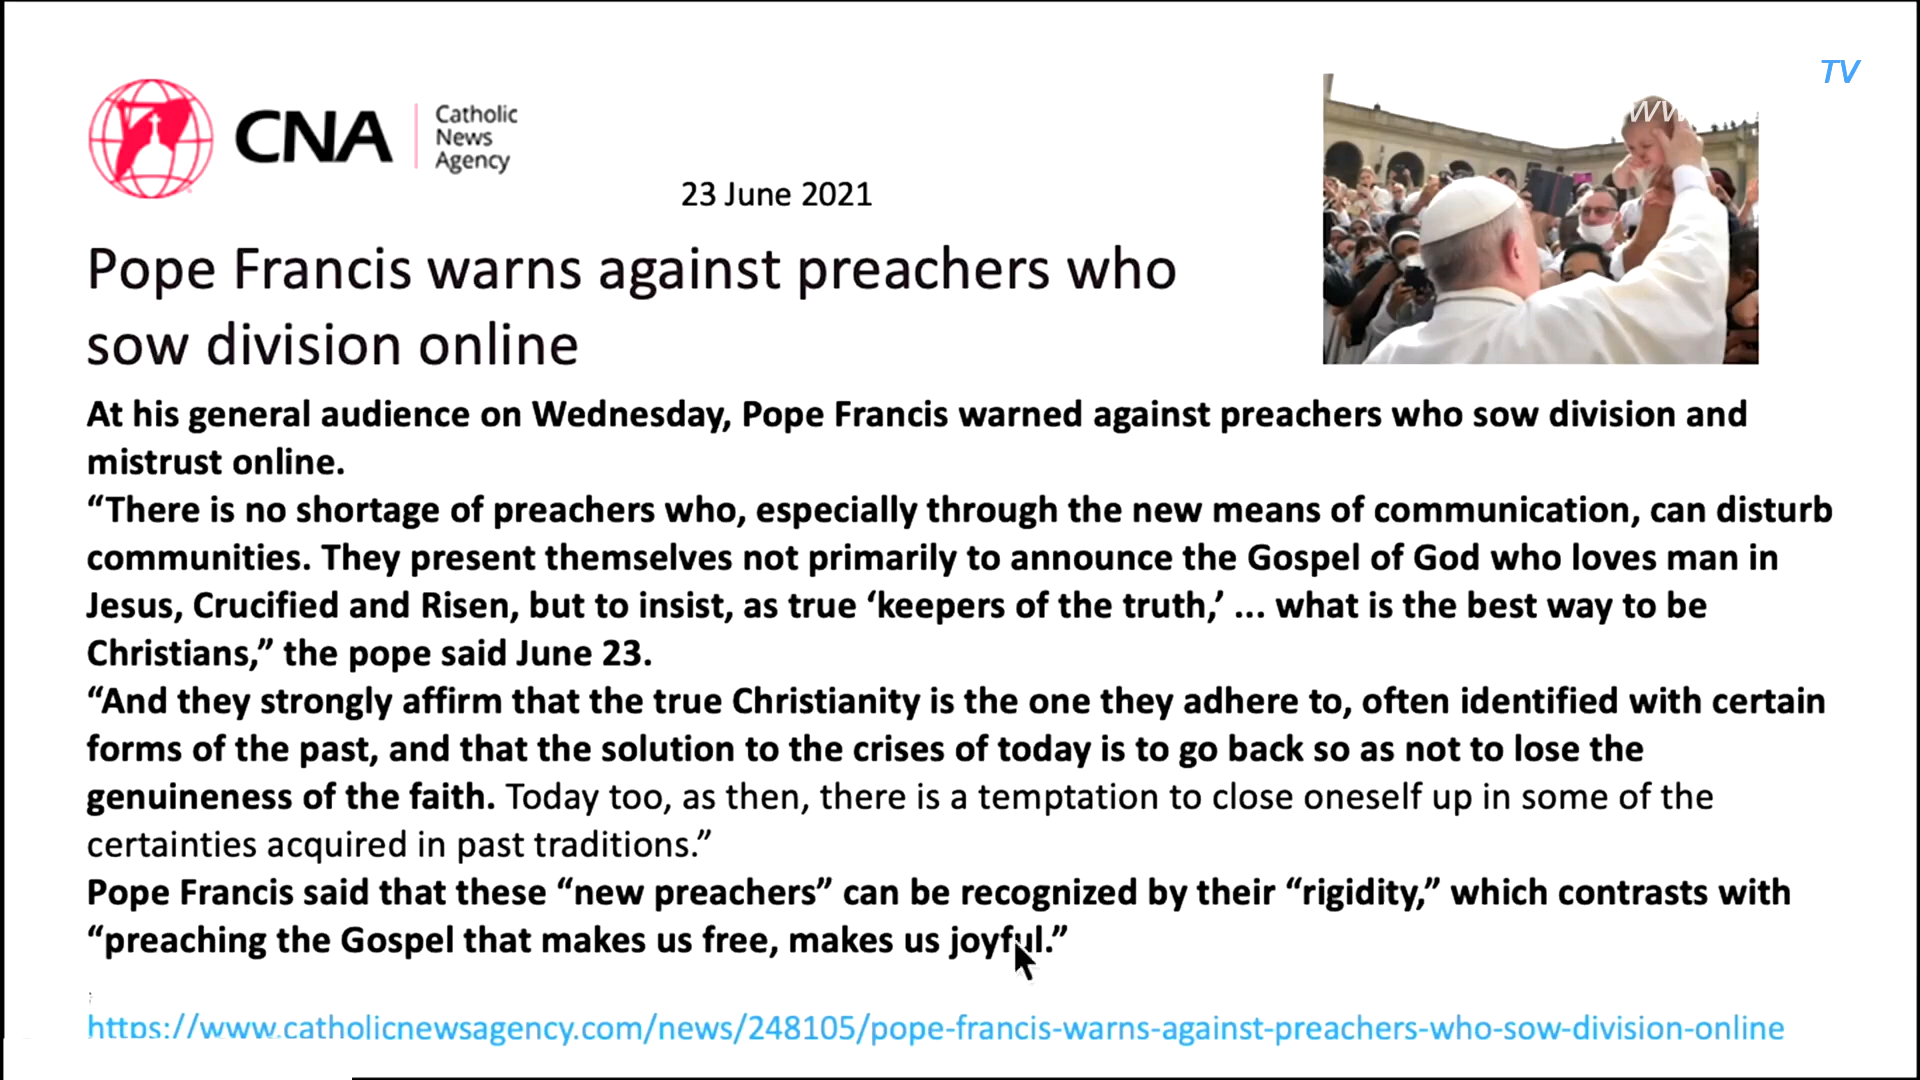 TV
ww
CNA
Catholic
News
Agency
23 June 2021
Pope Francis warns against preachers who
sow division online
At his general audience on Wednesday, Pope Francis warned against preachers who sow division and
mistrust online.
“There is no shortage of preachers who, especially through the new means of communication, can disturb
communities. They present themselves not primarily to announce the Gospel of God who loves man in
Jesus, Crucified and Risen, but to insist, as true ‘keepers of the truth,’ ... what is the best way to be
Christians,” the pope said June 23.
“And they strongly affirm that the true Christianity is the one they adhere to, often identified with certain
forms of the past, and that the solution to the crises of today is to go back so as not to lose the
genuineness of the faith. Today too, as then, there is a temptation to close oneself up in some of the
certainties acquired in past traditions.”
Pope Francis said that these “new preachers” can be recognized by their “rigidity,” which contrasts with
“preaching the Gospel that makes us free, makes us joyful.”
https://www.catholicnewsagency.com/news/248105/pope-francis-warns-against-preachers-who-sow-division-online